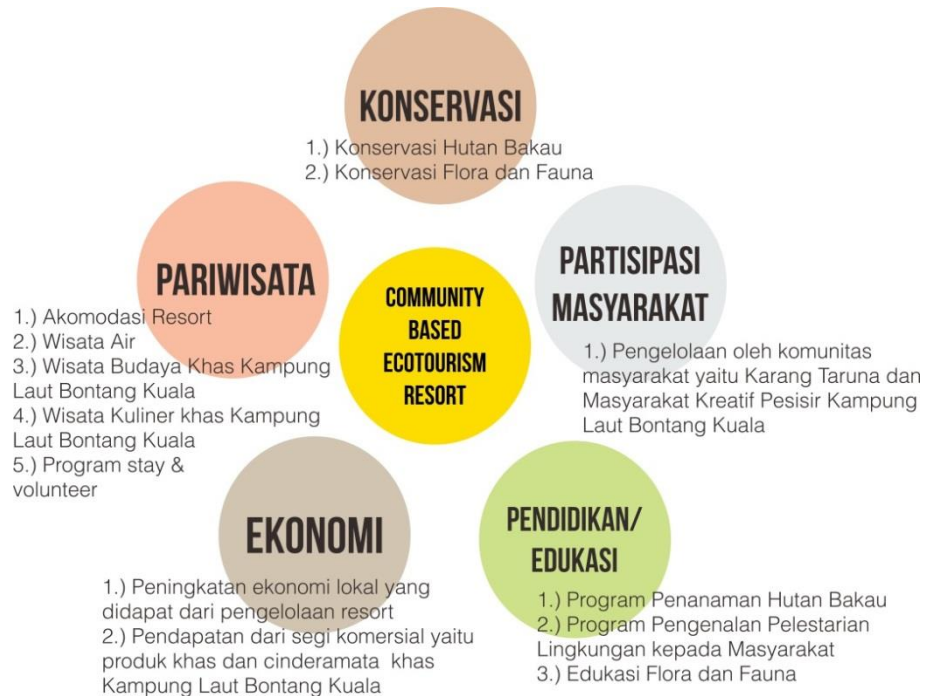 KONSERVASI
1.) Konservasi Hutan Bakau
2.) Konservasi Flora dan Fauna
PARIWISATA
1.) Akomodasi Resort
2.) Wisata Air
3.) Wisata Budaya Khas Kampung
Laut Bontang Kuala
4.) Wisata Kuliner khas Kampung
Laut Bontang Kuala
5.) Program stay &
volunteer
COMMUNITY
BASED
ECOTOURISM
RESORT
PARTISIPASI
MASYARAKAT
1.) Pengelolaan oleh komunitas
masyarakat yaitu Karang Taruna dan
Masyarakat Kreatif Pesisir Kampung
Laut Bontang Kuala
EKONOMI
1.) Peningkatan ekonomi lokal yang
didapat dari pengelolaan resort
2.) Pendapatan dari segi komersial yaitu
produk khas dan cinderamata khas
Kampung Laut Bontang Kuala
PENDIDIKAN/
EDUKASI
1.) Program Penanaman Hutan Bakau
2.) Program Pengenalan Pelestarian
Lingkungan kepada Masyarakat
3.) Edukasi Flora dan Fauna